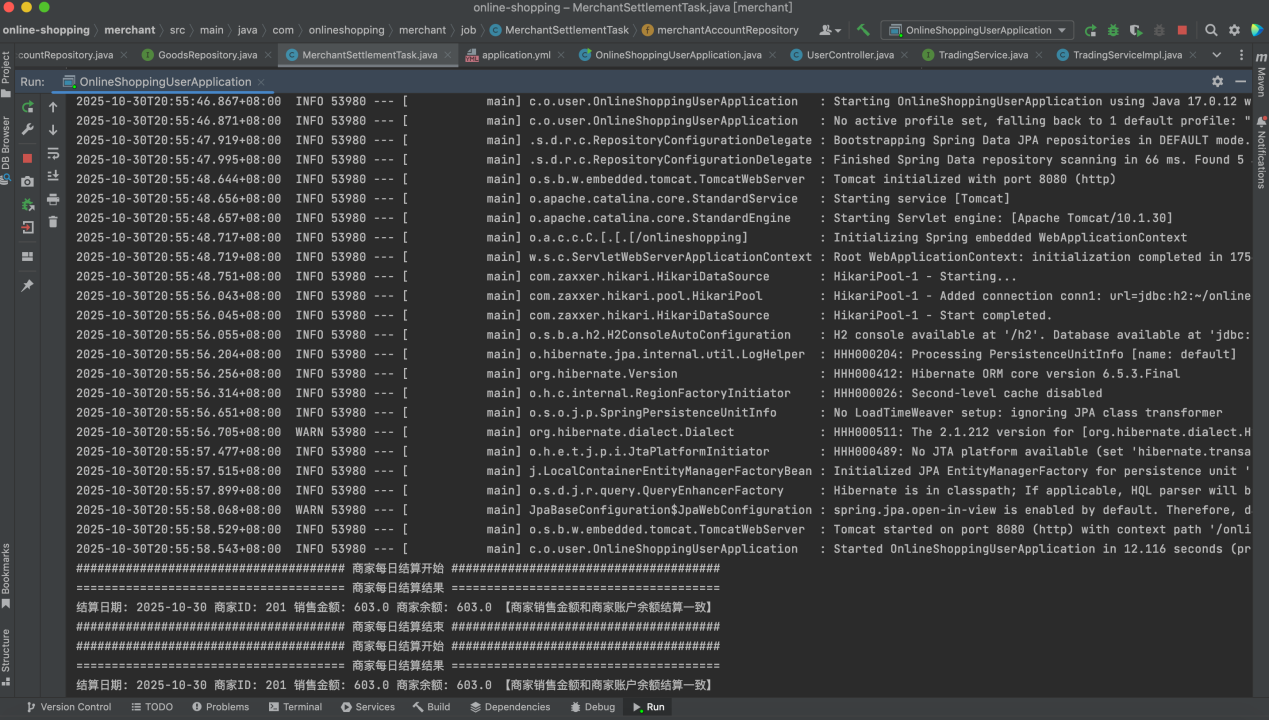 online-shopping – MerchantSettlementTask.java [merchant]
online-shopping merchant src main java com onlineshopping merchant job MerchantSettlementTask merchantAccountRepository OnlineShoppingUserApplication
countRepository.java GoodsRepository.java MerchantSettlementTask.java application.yml OnlineShoppingUserApplication.java UserController.java TradingService.java TradingServiceImpl.java
Run: OnlineShoppingUserApplication
2025-10-30T20:55:46.867+08:00 INFO 53980 --- [ main] c.o.user.OnlineShoppingUserApplication : Starting OnlineShoppingUserApplication using Java 17.0.12 w
2025-10-30T20:55:46.871+08:00 INFO 53980 --- [ main] c.o.user.OnlineShoppingUserApplication : No active profile set, falling back to 1 default profile: "
2025-10-30T20:55:47.919+08:00 INFO 53980 --- [ main] .s.d.r.c.RepositoryConfigurationDelegate : Bootstrapping Spring Data JPA repositories in DEFAULT mode.
2025-10-30T20:55:47.995+08:00 INFO 53980 --- [ main] .s.d.r.c.RepositoryConfigurationDelegate : Finished Spring Data repository scanning in 66 ms. Found 5
2025-10-30T20:55:48.644+08:00 INFO 53980 --- [ main] o.s.b.w.embedded.tomcat.TomcatWebServer : Tomcat initialized with port 8080 (http)
2025-10-30T20:55:48.656+08:00 INFO 53980 --- [ main] o.apache.catalina.core.StandardService : Starting service [Tomcat]
2025-10-30T20:55:48.657+08:00 INFO 53980 --- [ main] o.apache.catalina.core.StandardEngine : Starting Servlet engine: [Apache Tomcat/10.1.30]
2025-10-30T20:55:48.717+08:00 INFO 53980 --- [ main] o.a.c.c.C.[.[.[/onlineshopping] : Initializing Spring embedded WebApplicationContext
2025-10-30T20:55:48.719+08:00 INFO 53980 --- [ main] w.s.c.ServletWebServerApplicationContext : Root WebApplicationContext: initialization completed in 175
2025-10-30T20:55:48.751+08:00 INFO 53980 --- [ main] com.zaxxer.hikari.HikariDataSource : HikariPool-1 - Starting...
2025-10-30T20:55:56.043+08:00 INFO 53980 --- [ main] com.zaxxer.hikari.pool.HikariPool : HikariPool-1 - Added connection conn1: url=jdbc:h2:~/online
2025-10-30T20:55:56.045+08:00 INFO 53980 --- [ main] com.zaxxer.hikari.HikariDataSource : HikariPool-1 - Start completed.
2025-10-30T20:55:56.055+08:00 INFO 53980 --- [ main] o.s.b.a.h2.H2ConsoleAutoConfiguration : H2 console available at '/h2'. Database available at 'jdbc:
2025-10-30T20:55:56.204+08:00 INFO 53980 --- [ main] o.hibernate.jpa.internal.util.LogHelper : HHH000204: Processing PersistenceUnitInfo [name: default]
2025-10-30T20:55:56.256+08:00 INFO 53980 --- [ main] org.hibernate.Version : HHH000412: Hibernate ORM core version 6.5.3.Final
2025-10-30T20:55:56.314+08:00 INFO 53980 --- [ main] o.h.c.internal.RegionFactoryInitiator : HHH000026: Second-level cache disabled
2025-10-30T20:55:56.651+08:00 INFO 53980 --- [ main] o.s.o.j.p.SpringPersistenceUnitInfo : No LoadTimeWeaver setup: ignoring JPA class transformer
2025-10-30T20:55:56.705+08:00 WARN 53980 --- [ main] org.hibernate.dialect.Dialect : HHH000511: The 2.1.212 version for [org.hibernate.dialect.H
2025-10-30T20:55:57.477+08:00 INFO 53980 --- [ main] o.h.e.t.j.p.i.JtaPlatformInitiator : HHH000489: No JTA platform available (set 'hibernate.transa
2025-10-30T20:55:57.515+08:00 INFO 53980 --- [ main] j.LocalContainerEntityManagerFactoryBean : Initialized JPA EntityManagerFactory for persistence unit '
2025-10-30T20:55:57.899+08:00 INFO 53980 --- [ main] o.s.d.j.r.query.QueryEnhancerFactory : Hibernate is in classpath; If applicable, HQL parser will b
2025-10-30T20:55:58.068+08:00 WARN 53980 --- [ main] JpaBaseConfiguration$JpaWebConfiguration : spring.jpa.open-in-view is enabled by default. Therefore, d
2025-10-30T20:55:58.529+08:00 INFO 53980 --- [ main] o.s.b.w.embedded.tomcat.TomcatWebServer : Tomcat started on port 8080 (http) with context path '/onli
2025-10-30T20:55:58.543+08:00 INFO 53980 --- [ main] c.o.user.OnlineShoppingUserApplication : Started OnlineShoppingUserApplication in 12.116 seconds (pr
###################################### 商家每日结算开始 ######################################
====================================== 商家每日结算结果 ======================================
结算日期: 2025-10-30 商家ID: 201 销售金额: 603.0 商家余额: 603.0 【商家销售金额和商家账户余额结算一致】
###################################### 商家每日结算结束 ######################################
###################################### 商家每日结算开始 ######################################
====================================== 商家每日结算结果 ======================================
结算日期: 2025-10-30 商家ID: 201 销售金额: 603.0 商家余额: 603.0 【商家销售金额和商家账户余额结算一致】
Project
DB Browser
Bookmarks
Structure
m
Maven
Notifications
Version Control TODO Problems Terminal Services Build Dependencies Debug Run